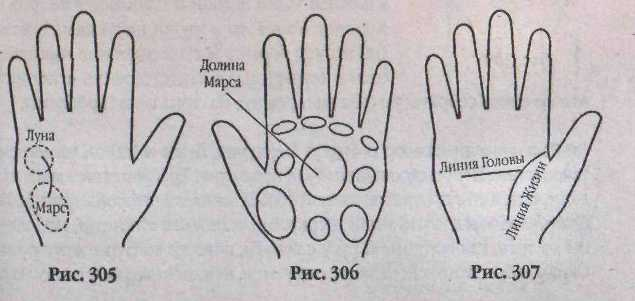 Луна
Марс
Рис. 305
Долина
Марса
Рис. 306
Линия Головы
Линия Жизни
Рис. 307